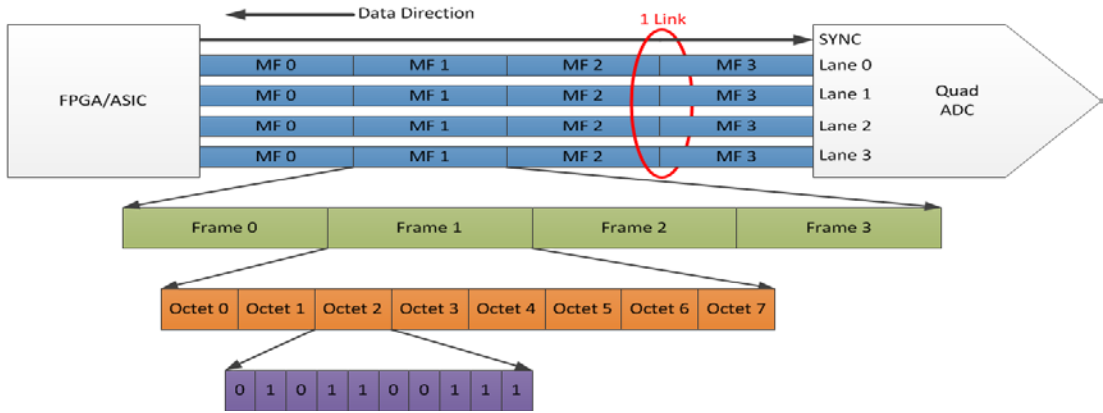 Data Direction
1 Link
SYNC
FPGA/ASIC
MF 0 MF 1 MF 2 MF 3 Lane 0
MF 0 MF 1 MF 2 MF 3 Lane 1
MF 0 MF 1 MF 2 MF 3 Lane 2
MF 0 MF 1 MF 2 MF 3 Lane 3
Quad
ADC
Frame 0 Frame 1 Frame 2 Frame 3
Octet 0 Octet 1 Octet 2 Octet 3 Octet 4 Octet 5 Octet 6 Octet 7
0 1 0 1 1 0 0 1 1 1